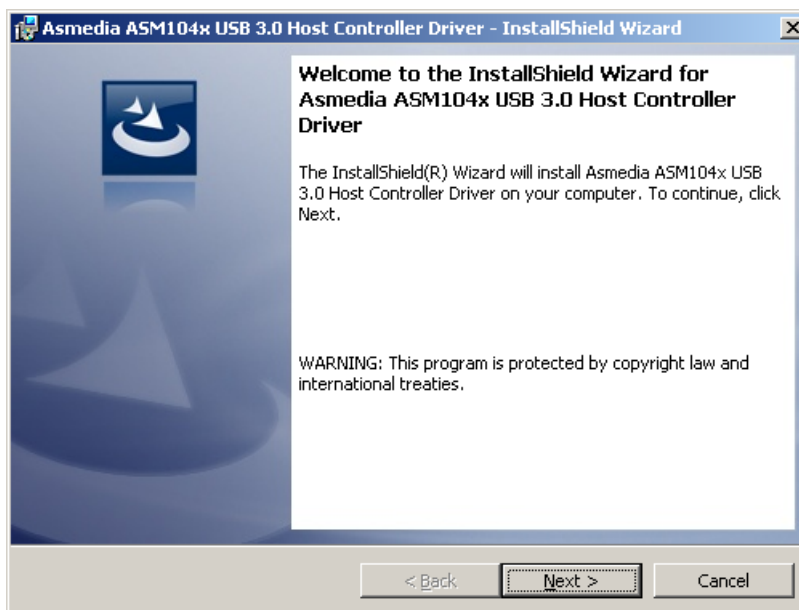 Asmedia ASM104x USB 3.0 Host Controller Driver - InstallShield Wizard
Welcome to the InstallShield Wizard for
Asmedia ASM104x USB 3.0 Host Controller
Driver
The InstallShield(R) Wizard will install Asmedia ASM104x USB
3.0 Host Controller Driver on your computer. To continue, click
Next.
WARNING: This program is protected by copyright law and
international treaties.
< Back
Next >
Cancel